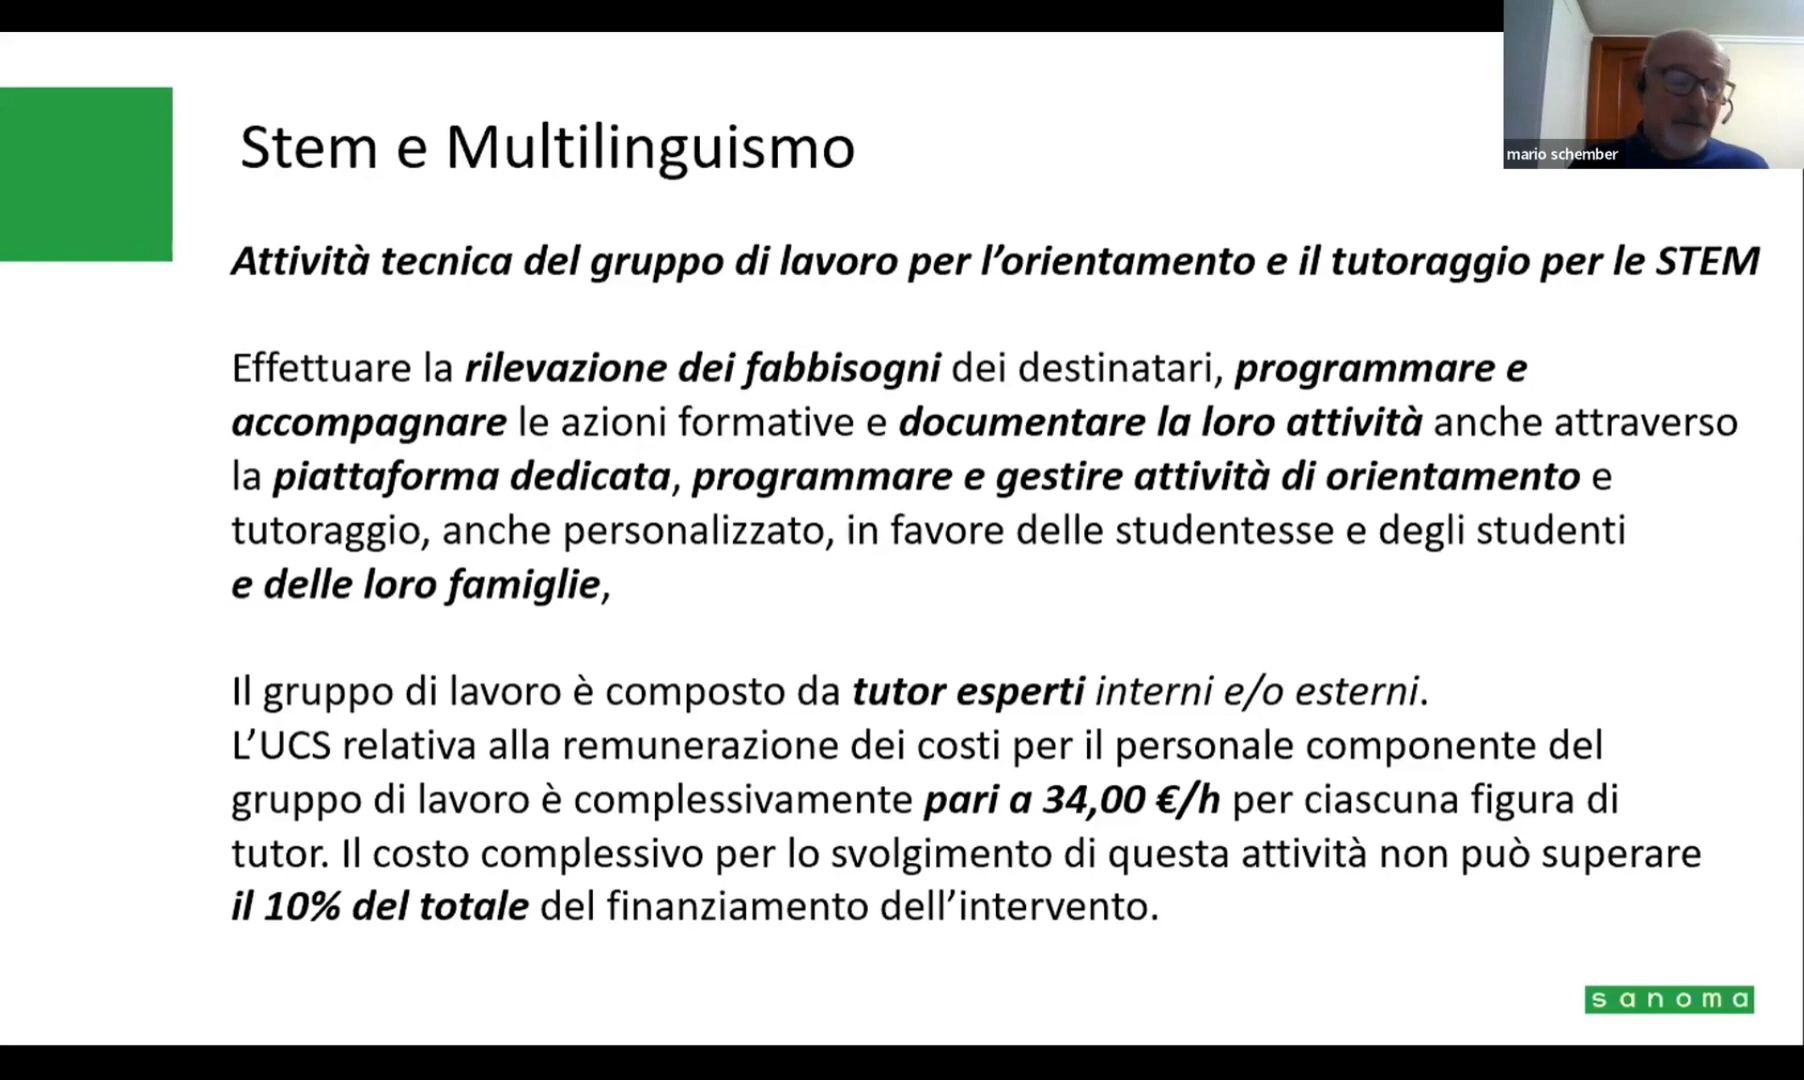 mario schember
Stem e Multilinguismo
Attività tecnica del gruppo di lavoro per l’orientamento e il tutoraggio per le STEM
Effettuare la rilevazione dei fabbisogni dei destinatari, programmare e
accompagnare le azioni formative e documentare la loro attività anche attraverso
la piattaforma dedicata, programmare e gestire attività di orientamento e
tutoraggio, anche personalizzato, in favore delle studentesse e degli studenti
e delle loro famiglie,
Il gruppo di lavoro è composto da tutor esperti interni e/o esterni.
L’UCS relativa alla remunerazione dei costi per il personale componente del
gruppo di lavoro è complessivamente pari a 34,00 €/h per ciascuna figura di
tutor. Il costo complessivo per lo svolgimento di questa attività non può superare
il 10% del totale del finanziamento dell’intervento.
sanoma